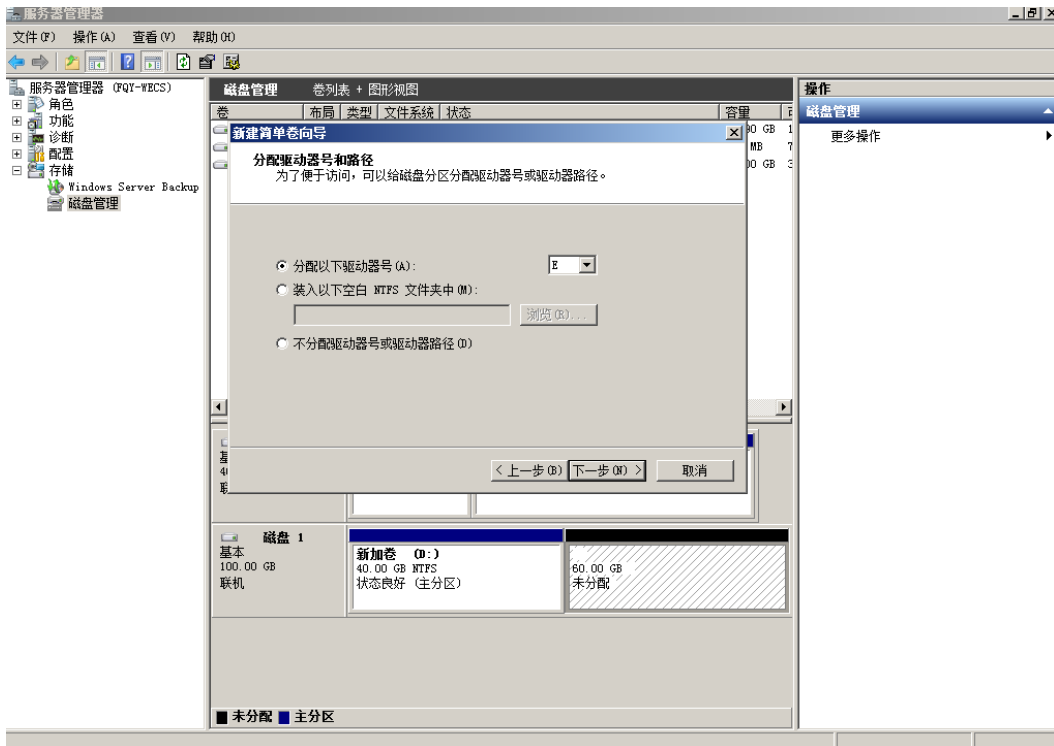 服务器管理器
文件(F) 操作(A) 查看(V) 帮助(H)
服务器管理器 (FQY-WECS)
角色
功能
诊断
配置
存储
Windows Server Backup
磁盘管理
磁盘管理 卷列表 + 图形视图
卷 布局 类型 文件系统 状态 容量
新建简单卷向导
分配驱动器号和路径
为了便于访问，可以给磁盘分区分配驱动器号或驱动器路径。
分配以下驱动器号(A): E
装入以下空白 NTFS 文件夹中(M):
浏览(R)...
不分配驱动器号或驱动器路径(D)
< 上一步(B) 下一步(N) > 取消
GB
MB
GB
磁盘 1
基本
100.00 GB
联机
新加卷 (D:)
40.00 GB NTFS
状态良好 (主分区)
60.00 GB
未分配
未分配 主分区
操作
磁盘管理
更多操作